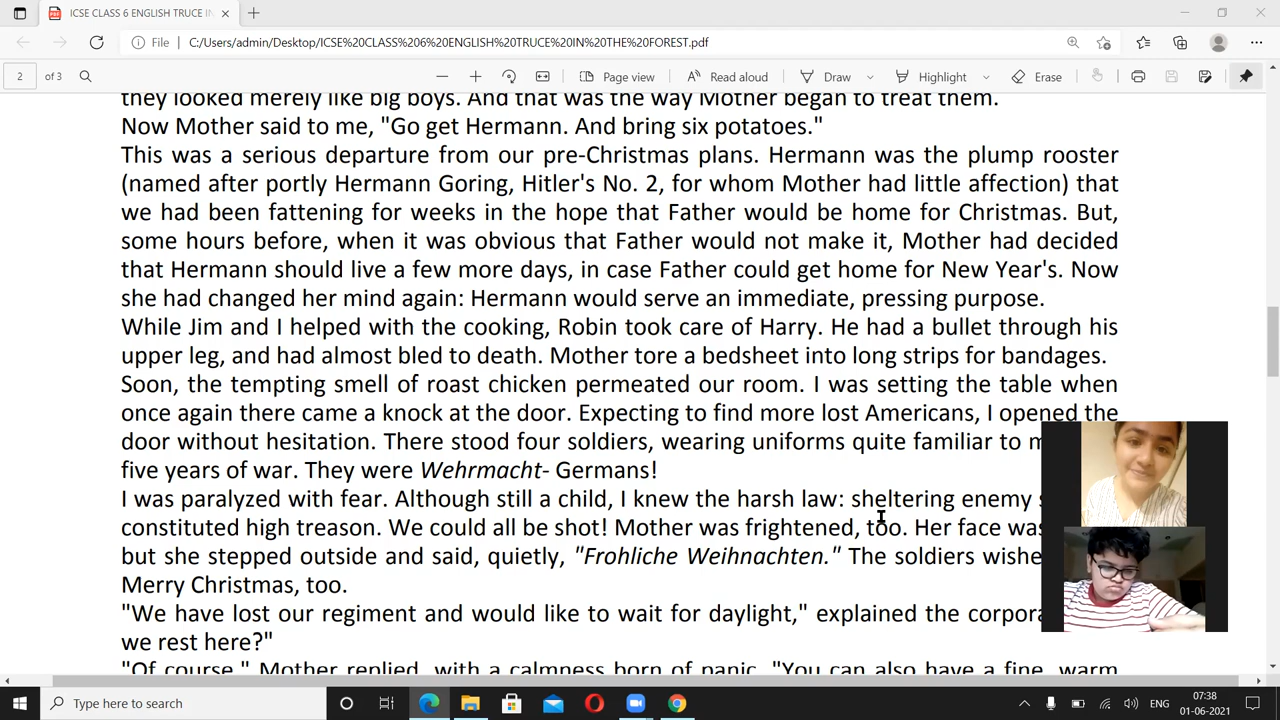 ICSE CLASS 6 ENGLISH TRUCE IN
File C:/Users/admin/Desktop/ICSE%20CLASS%206%20ENGLISH%20TRUCE%20IN%20THE%20FOREST.pdf
2 of 3 Page view Read aloud Draw Highlight Erase
they looked merely like big boys. And that was the way Mother began to treat them.
Now Mother said to me, "Go get Hermann. And bring six potatoes."
This was a serious departure from our pre-Christmas plans. Hermann was the plump rooster
(named after portly Hermann Goring, Hitler's No. 2, for whom Mother had little affection) that
we had been fattening for weeks in the hope that Father would be home for Christmas. But,
some hours before, when it was obvious that Father would not make it, Mother had decided
that Hermann should live a few more days, in case Father could get home for New Year's. Now
she had changed her mind again: Hermann would serve an immediate, pressing purpose.
While Jim and I helped with the cooking, Robin took care of Harry. He had a bullet through his
upper leg, and had almost bled to death. Mother tore a bedsheet into long strips for bandages.
Soon, the tempting smell of roast chicken permeated our room. I was setting the table when
once again there came a knock at the door. Expecting to find more lost Americans, I opened the
door without hesitation. There stood four soldiers, wearing uniforms quite familiar to
five years of war. They were Wehrmacht- Germans!
I was paralyzed with fear. Although still a child, I knew the harsh law: sheltering enemy
constituted high treason. We could all be shot! Mother was frightened, too. Her face was
but she stepped outside and said, quietly, "Frohliche Weihnachten." The soldiers
Merry Christmas, too.
"We have lost our regiment and would like to wait for daylight," explained the
we rest here?"
"Of course," Mother replied, with a calmness born of panic. "You can also have a fine, warm
Type here to search
ENG 07:38
01-06-2021